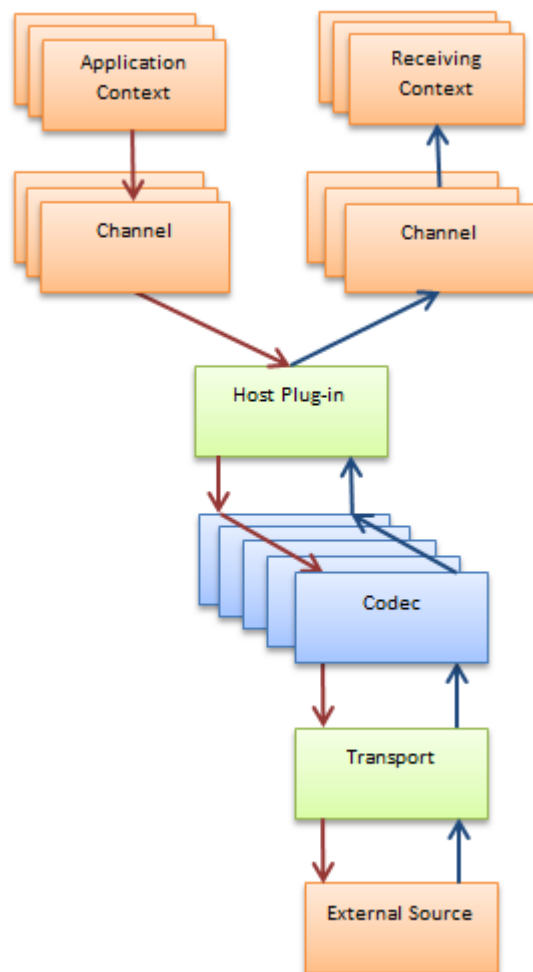 Application
Context
Receiving
Context
Channel
Channel
Host Plug-in
Codec
Transport
External Source